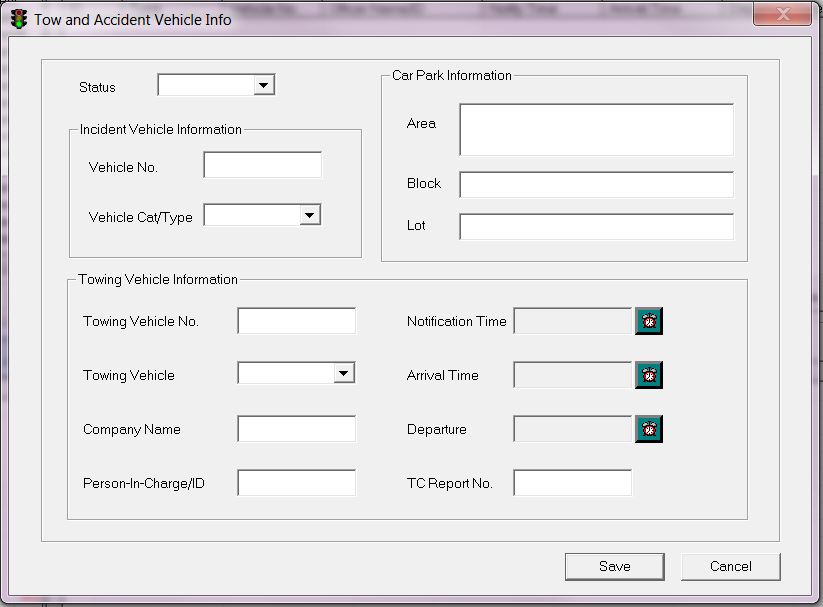 Tow and Accident Vehicle Info
Status
Incident Vehicle Information
Vehicle No.
Vehicle Cat/Type
Car Park Information
Area
Block
Lot
Towing Vehicle Information
Towing Vehicle No.
Notification Time
Towing Vehicle
Arrival Time
Company Name
Departure
Person-In-Charge/ID
TC Report No.
Save
Cancel